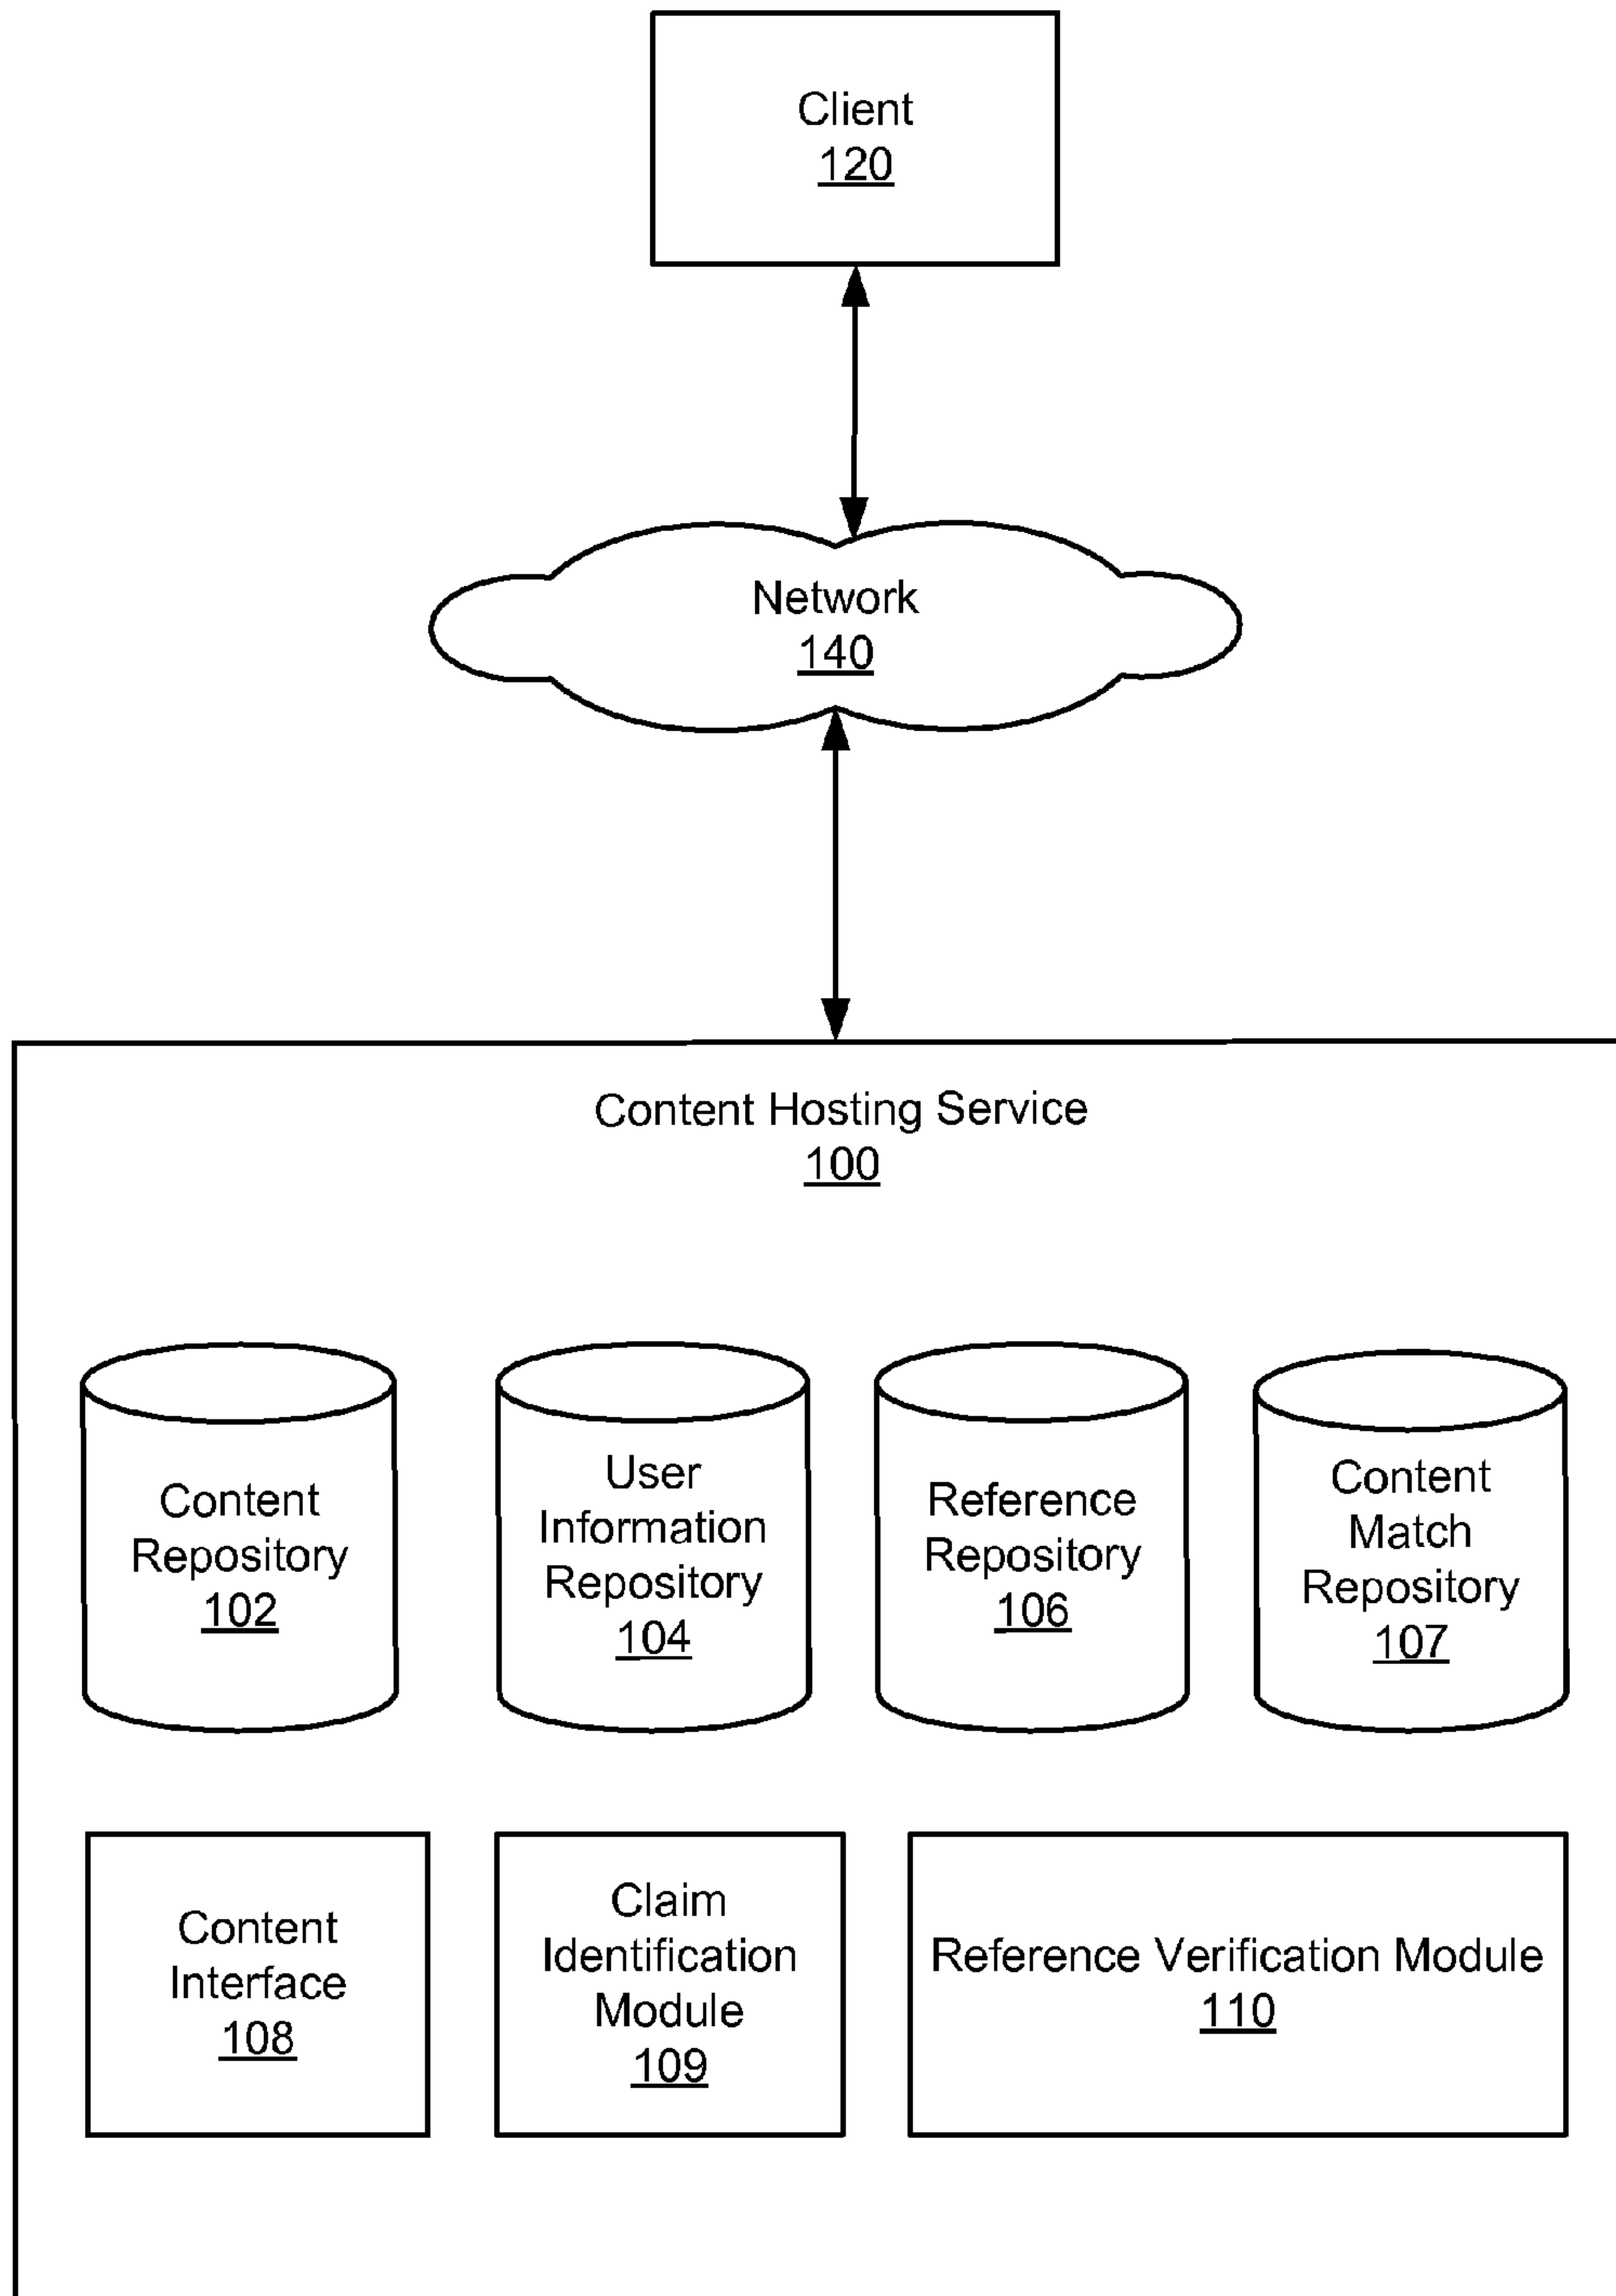 Client
120
Network
140
Content Hosting Service
100
Content
Repository
102
User
Information
Repository
104
Reference
Repository
106
Content
Match
Repository
107
Content
Interface
108
Claim
Identification
Module
109
Reference Verification Module
110